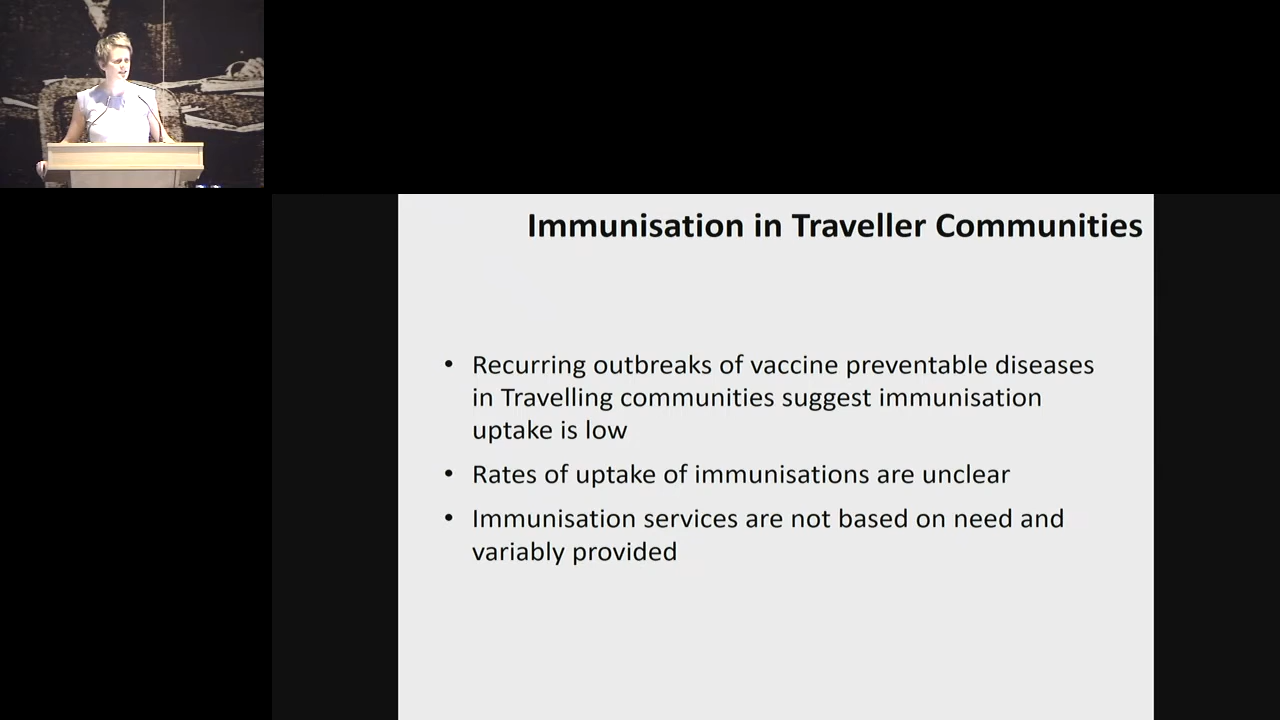 Immunisation in Traveller Communities
• Recurring outbreaks of vaccine preventable diseases
in Travelling communities suggest immunisation
uptake is low
• Rates of uptake of immunisations are unclear
• Immunisation services are not based on need and
variably provided